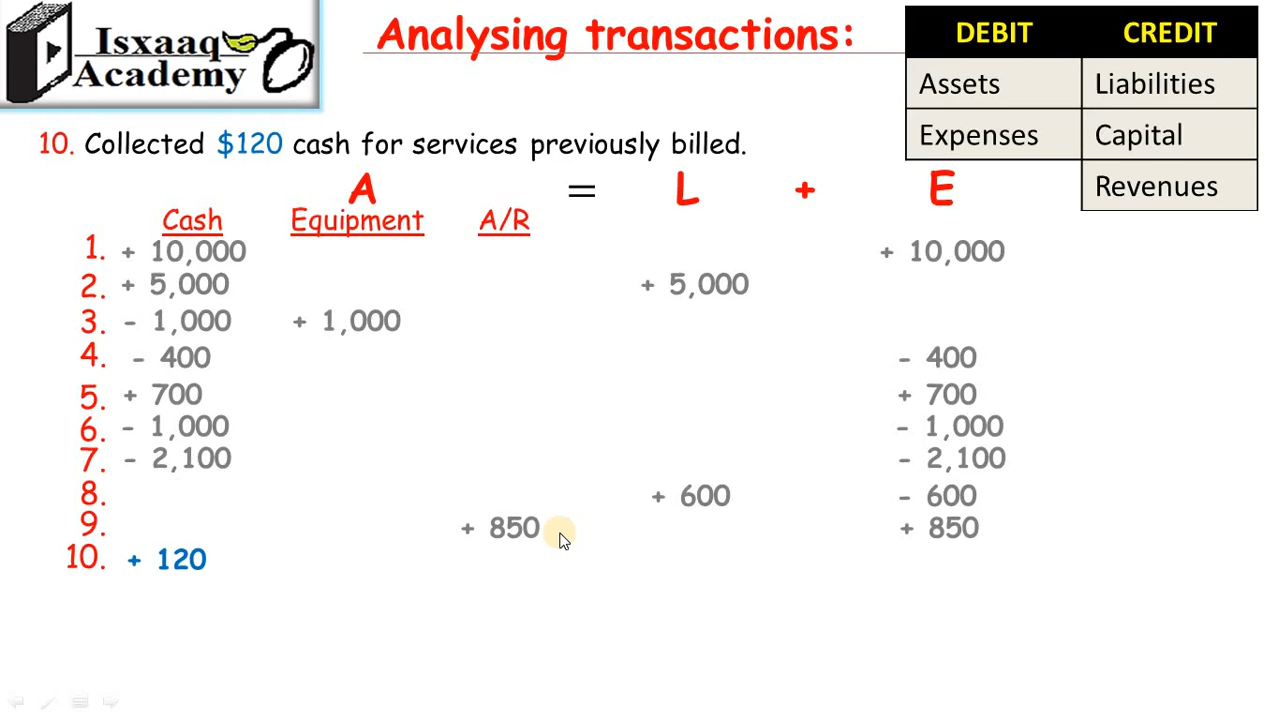 Isxaaq
Academy
Analysing transactions:
DEBIT CREDIT
Assets Liabilities
Expenses Capital
Revenues
10. Collected $120 cash for services previously billed.
A = L + E
Cash Equipment A/R
1. + 10,000 + 10,000
2. + 5,000 + 5,000
3. - 1,000 + 1,000
4. - 400 - 400
5. + 700 + 700
6. - 1,000 - 1,000
7. - 2,100 - 2,100
8. + 600 - 600
9. + 850 + 850
10. + 120